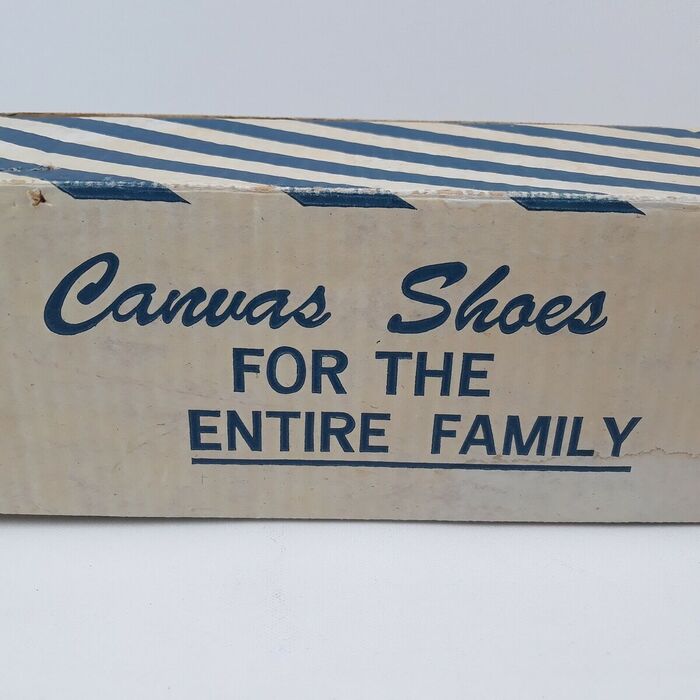 Canvas Shoes
FOR THE
ENTIRE FAMILY